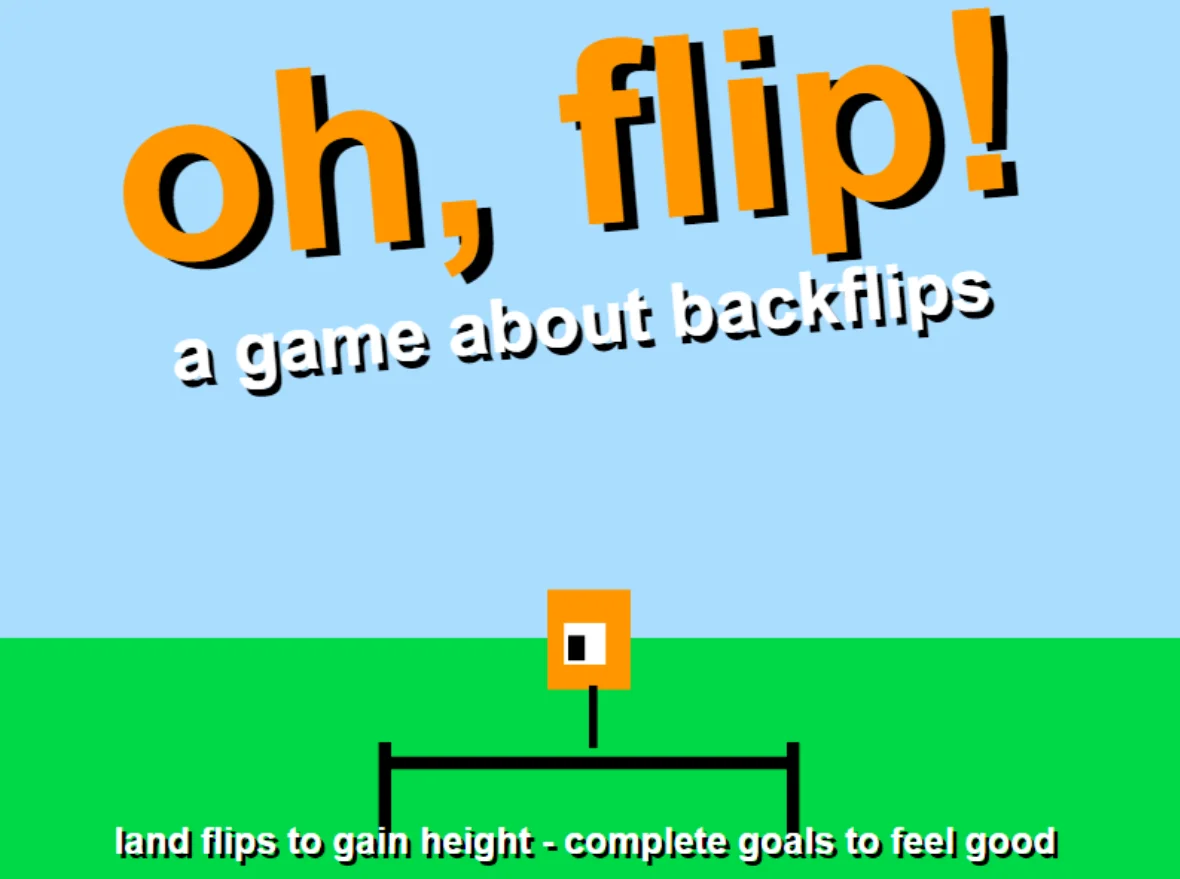 oh, flip!
a game about backflips
land flips to gain height - complete goals to feel good